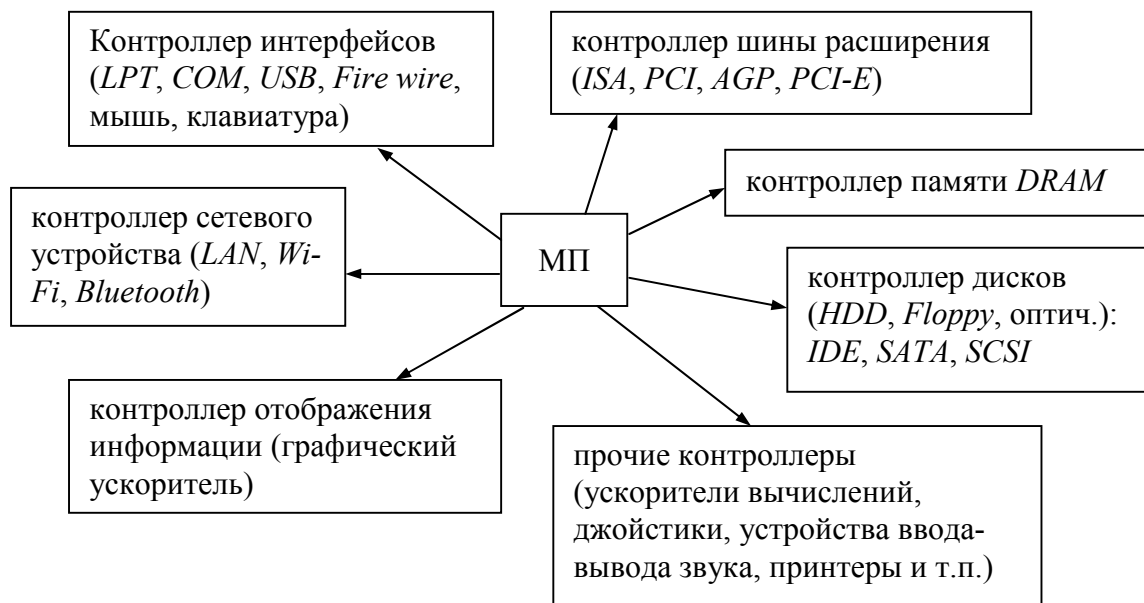 Контроллер интерфейсов
(LPT, COM, USB, Fire wire,
мышь, клавиатура)
контроллер шины расширения
(ISA, PCI, AGP, PCI-E)
контроллер памяти DRAM
контроллер сетевого
устройства (LAN, Wi-
Fi, Bluetooth)
МП
контроллер дисков
(HDD, Floppy, оптич.):
IDE, SATA, SCSI
контроллер отображения
информации (графический
ускоритель)
прочие контроллеры
(ускорители вычислений,
джойстики, устройства ввода-
вывода звука, принтеры и т.п.)